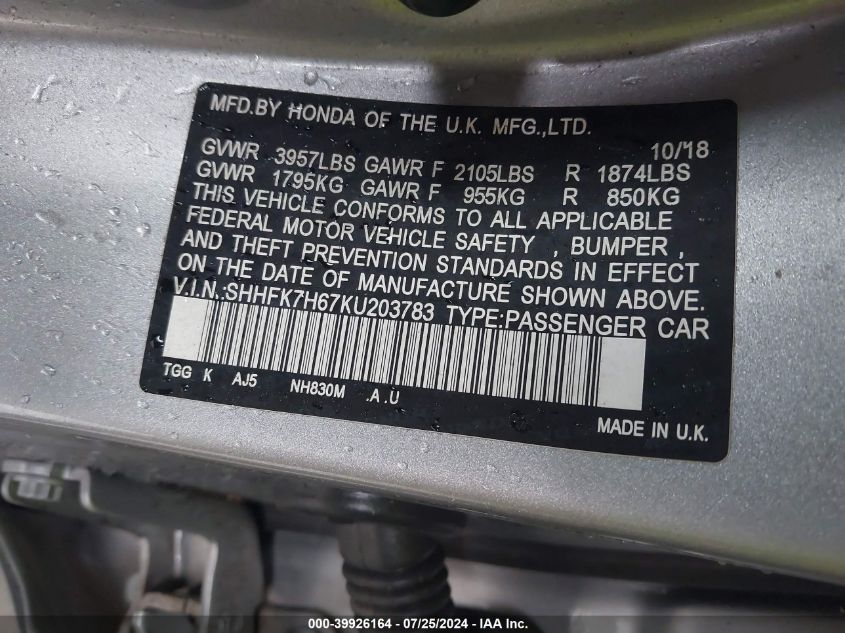 MFD.BY HONDA OF THE U.K. MFG.,LTD.
10/18
GVWR 3957LBS GAWR F 2105LBS R 1874LBS
GVWR 1795KG GAWR F 955KG R 850KG
THIS VEHICLE CONFORMS TO ALL APPLICABLE
FEDERAL MOTOR VEHICLE SAFETY , BUMPER ,
AND THEFT PREVENTION STANDARDS IN EFFECT
ON THE DATE OF MANUFACTURE SHOWN ABOVE.
V.I.N.:SHHFK7H67KU203783 TYPE:PASSENGER CAR
TGG K AJ5 NH830M .A .U
MADE IN U.K.
000-39926164 - 07/25/2024 - IAA Inc.